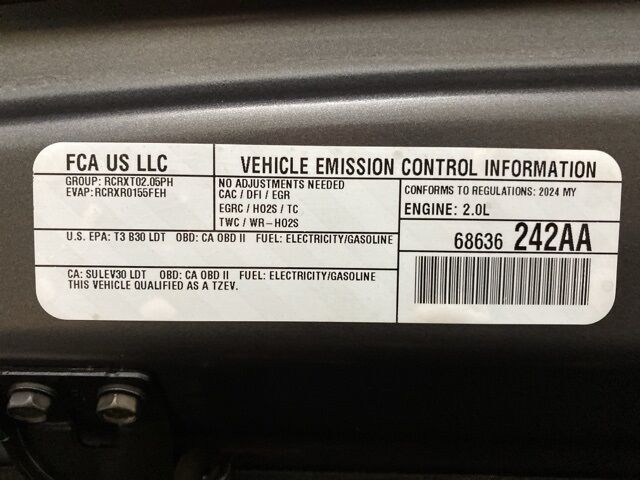 FCA US LLC
GROUP: RCRXT02.05PH
EVAP: RCRXR0155FEH
VEHICLE EMISSION CONTROL INFORMATION
NO ADJUSTMENTS NEEDED
CAC / DFI / EGR
EGRC / HO2S / TC
TWC / WR-HO2S
CONFORMS TO REGULATIONS: 2024 MY
ENGINE: 2.0L
U.S. EPA: T3 B30 LDT OBD: CA OBD II FUEL: ELECTRICITY/GASOLINE
CA: SULEV30 LDT OBD: CA OBD II FUEL: ELECTRICITY/GASOLINE
THIS VEHICLE QUALIFIED AS A TZEV.
68636 242AA